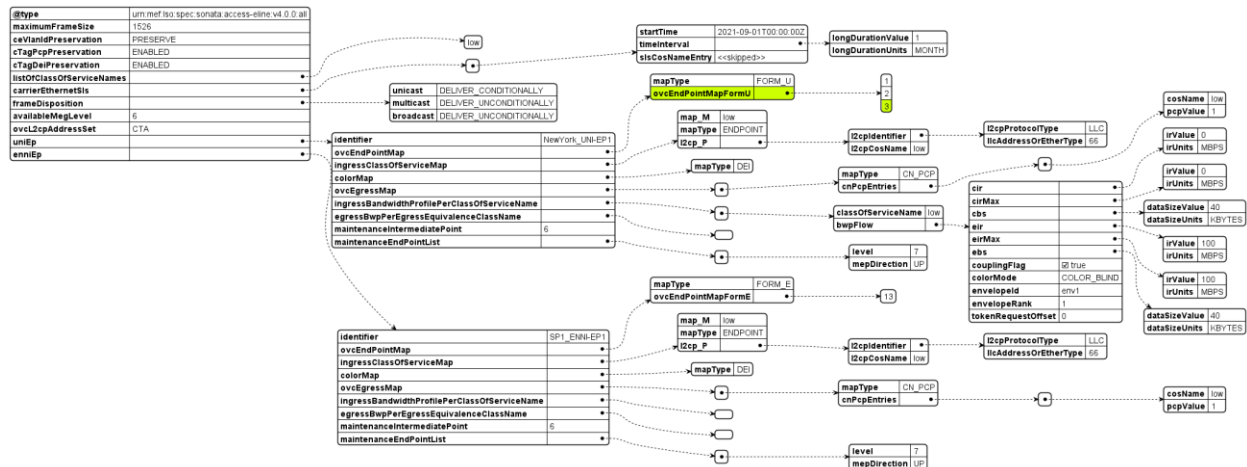 @type urn:mef:lso:spec:sonata:access-eline:v4.0.0:all
maximumFrameSize 1526
ceVlanIdPreservation PRESERVE
cTagPcpPreservation ENABLED
cTagDeiPreservation ENABLED
listOfClassOfServiceNames
carrierEthernetSls
frameDisposition
availableMegLevel 6
ovcL2cpAddressSet CTA
uniEp
enniEp
low
startTime 2021-09-01T00:00:00Z
timeInterval
slsCosNameEntry <<skipped>>
longDurationValue 1
longDurationUnits MONTH
unicast DELIVER_CONDITIONALLY
multicast DELIVER_UNCONDITIONALLY
broadcast DELIVER_UNCONDITIONALLY
identifier NewYork_UNI-EP1
ovcEndPointMap
ingressClassOfServiceMap
colorMap
ovcEgressMap
ingressBandwidthProfilePerClassOfServiceName
egressBwpPerEgressEquivalenceClassName
maintenanceIntermediatePoint 6
maintenanceEndPointList
mapType FORM_U
ovcEndPointMapFormU
1
2
3
map_M low
mapType ENDPOINT
l2cp_P
l2cpIdentifier
l2cpCosName low
l2cpProtocolType LLC
llcAddressOrEtherType 66
mapType DEI
mapType CN_PCP
cnPcpEntries
cosName low
pcpValue 1
classOfServiceName low
bwpFlow
level 7
mepDirection UP
cir
cirMax
cbs
eir
eirMax
ebs
couplingFlag ☑ true
colorMode COLOR_BLIND
envelopeId env1
envelopeRank 1
tokenRequestOffset 0
irValue 0
irUnits MBPS
irValue 0
irUnits MBPS
dataSizeValue 40
dataSizeUnits KBYTES
irValue 100
irUnits MBPS
irValue 100
irUnits MBPS
dataSizeValue 40
dataSizeUnits KBYTES
identifier SP1_ENNI-EP1
ovcEndPointMap
ingressClassOfServiceMap
colorMap
ovcEgressMap
ingressBandwidthProfilePerClassOfServiceName
egressBwpPerEgressEquivalenceClassName
maintenanceIntermediatePoint 6
maintenanceEndPointList
mapType FORM_E
ovcEndPointMapFormE
13
map_M low
mapType ENDPOINT
l2cp_P
l2cpIdentifier
l2cpCosName low
l2cpProtocolType LLC
llcAddressOrEtherType 66
mapType DEI
mapType CN_PCP
cnPcpEntries
cosName low
pcpValue 1
level 7
mepDirection UP